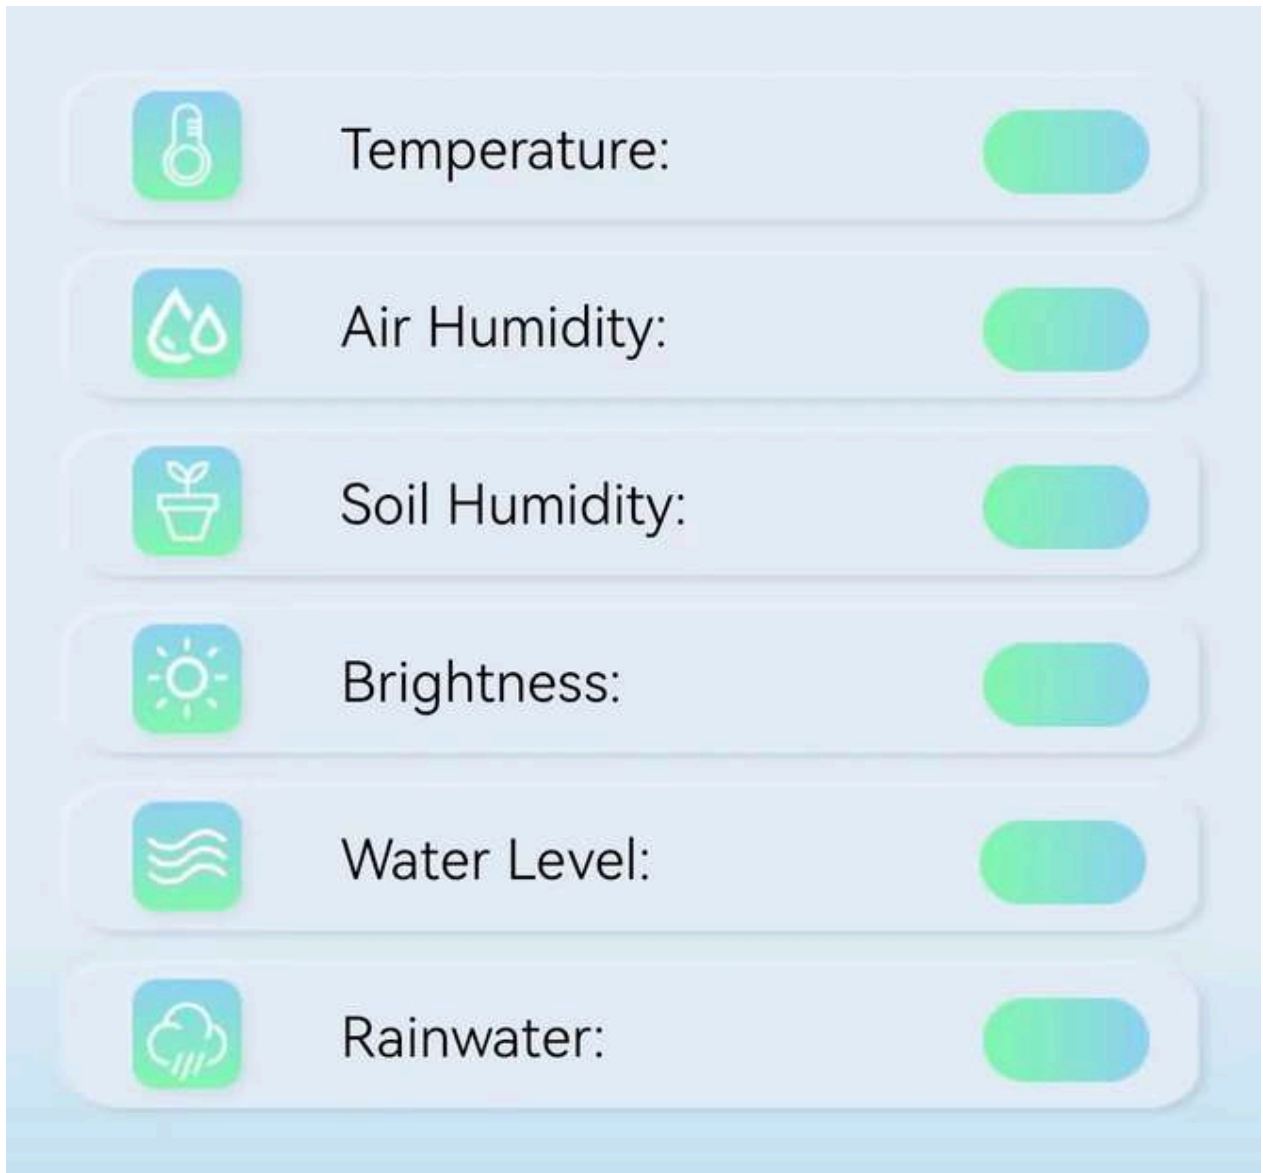 Temperature:
Air Humidity:
Soil Humidity:
Brightness:
Water Level:
Rainwater: